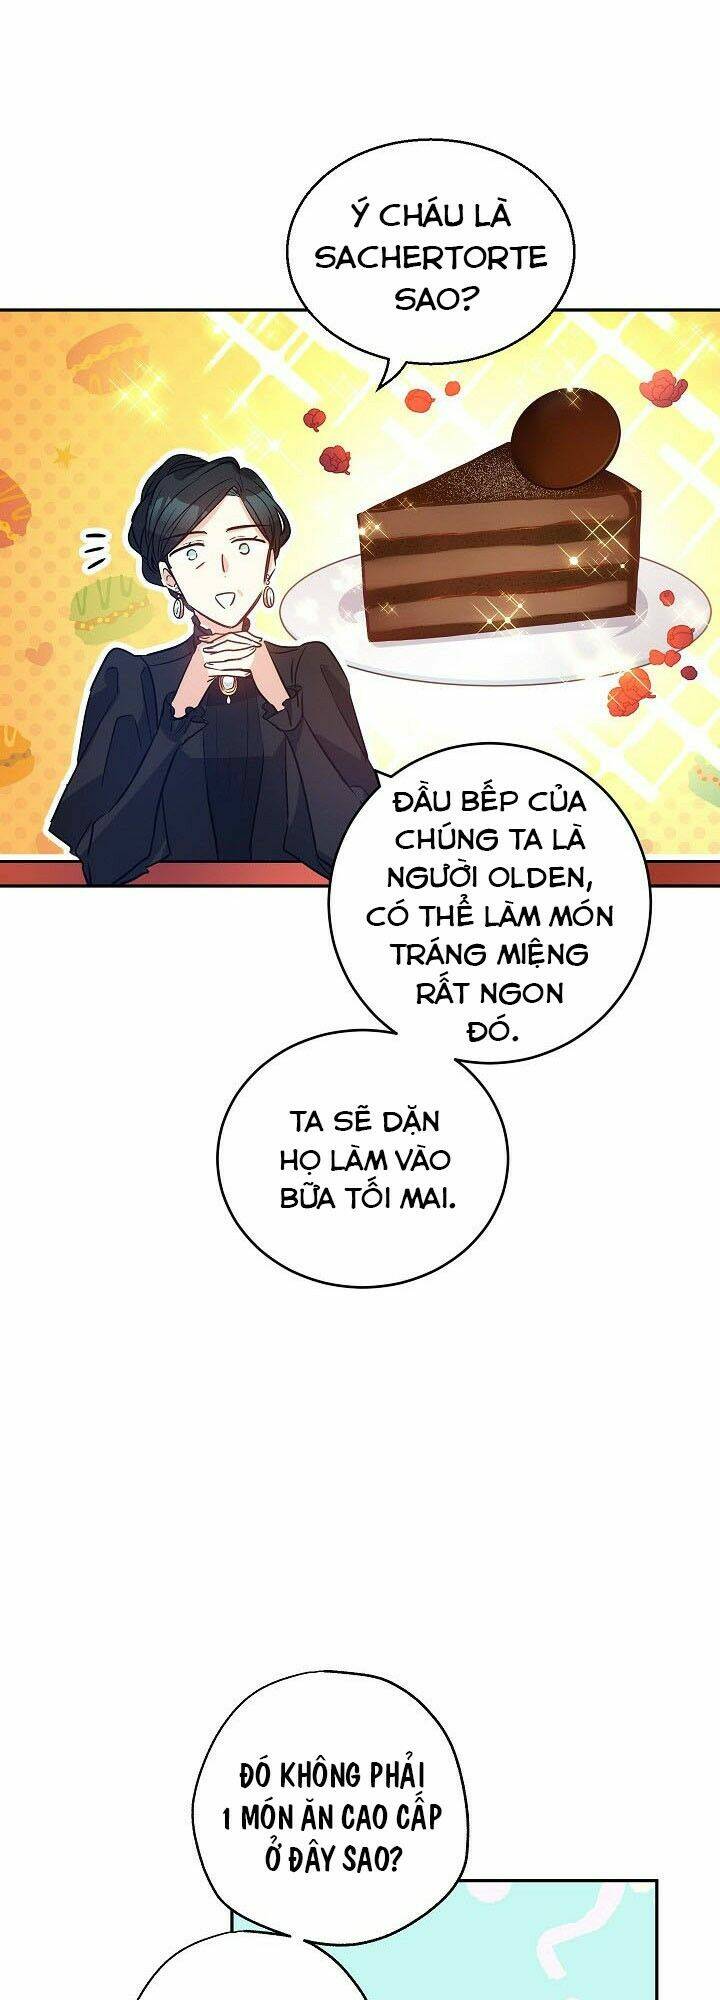 Ý CHÁU LÀ
SACHERTORTE
SAO?
ĐẦU BẾP CỦA
CHÚNG TA LÀ
NGƯỜI OLDEN,
CÓ THỂ LÀM MÓN
TRÁNG MIỆNG
RẤT NGON
ĐÓ.
TA SẼ DẶN
HỌ LÀM VÀO
BỮA TỐI MAI.
ĐÓ KHÔNG PHẢI
1 MÓN ĂN CAO CẤP
Ở ĐÂY SAO?